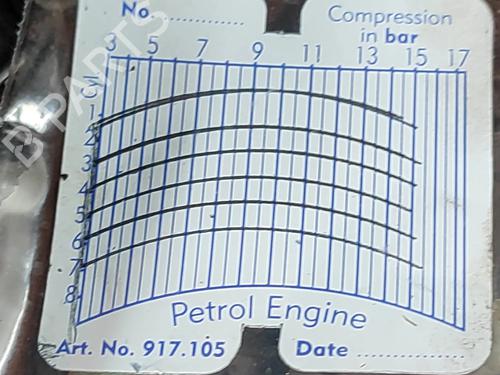 No. ............
Compression
in bar
3 5 7 9 11 13 15 17
Cyl.
1
2
3
4
5
6
7
8
Petrol Engine
Art. No. 917.105
Date ................
B PARTS